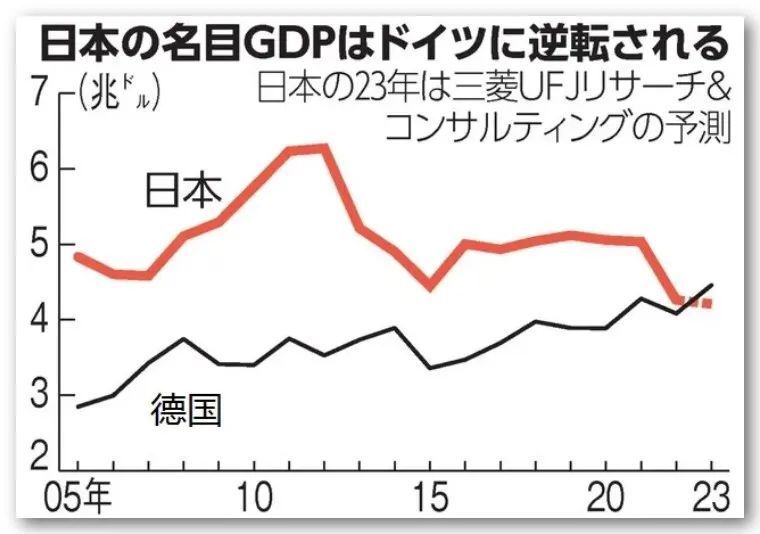 日本の名目GDPはドイツに逆転される
日本の23年は三菱UFJリサーチ&
コンサルティングの予測
7 (兆ドル)
6
日本
5
4
3
德国
2
05年 10 15 20 23